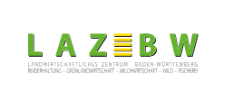 LAZBW
LANDWIRTSCHAFTLICHES ZENTRUM BADEN-WÜRTTEMBERG
RINDERHALTUNG - GRÜNLANDWIRTSCHAFT - MILCHWIRTSCHAFT - WILD - FISCHEREI